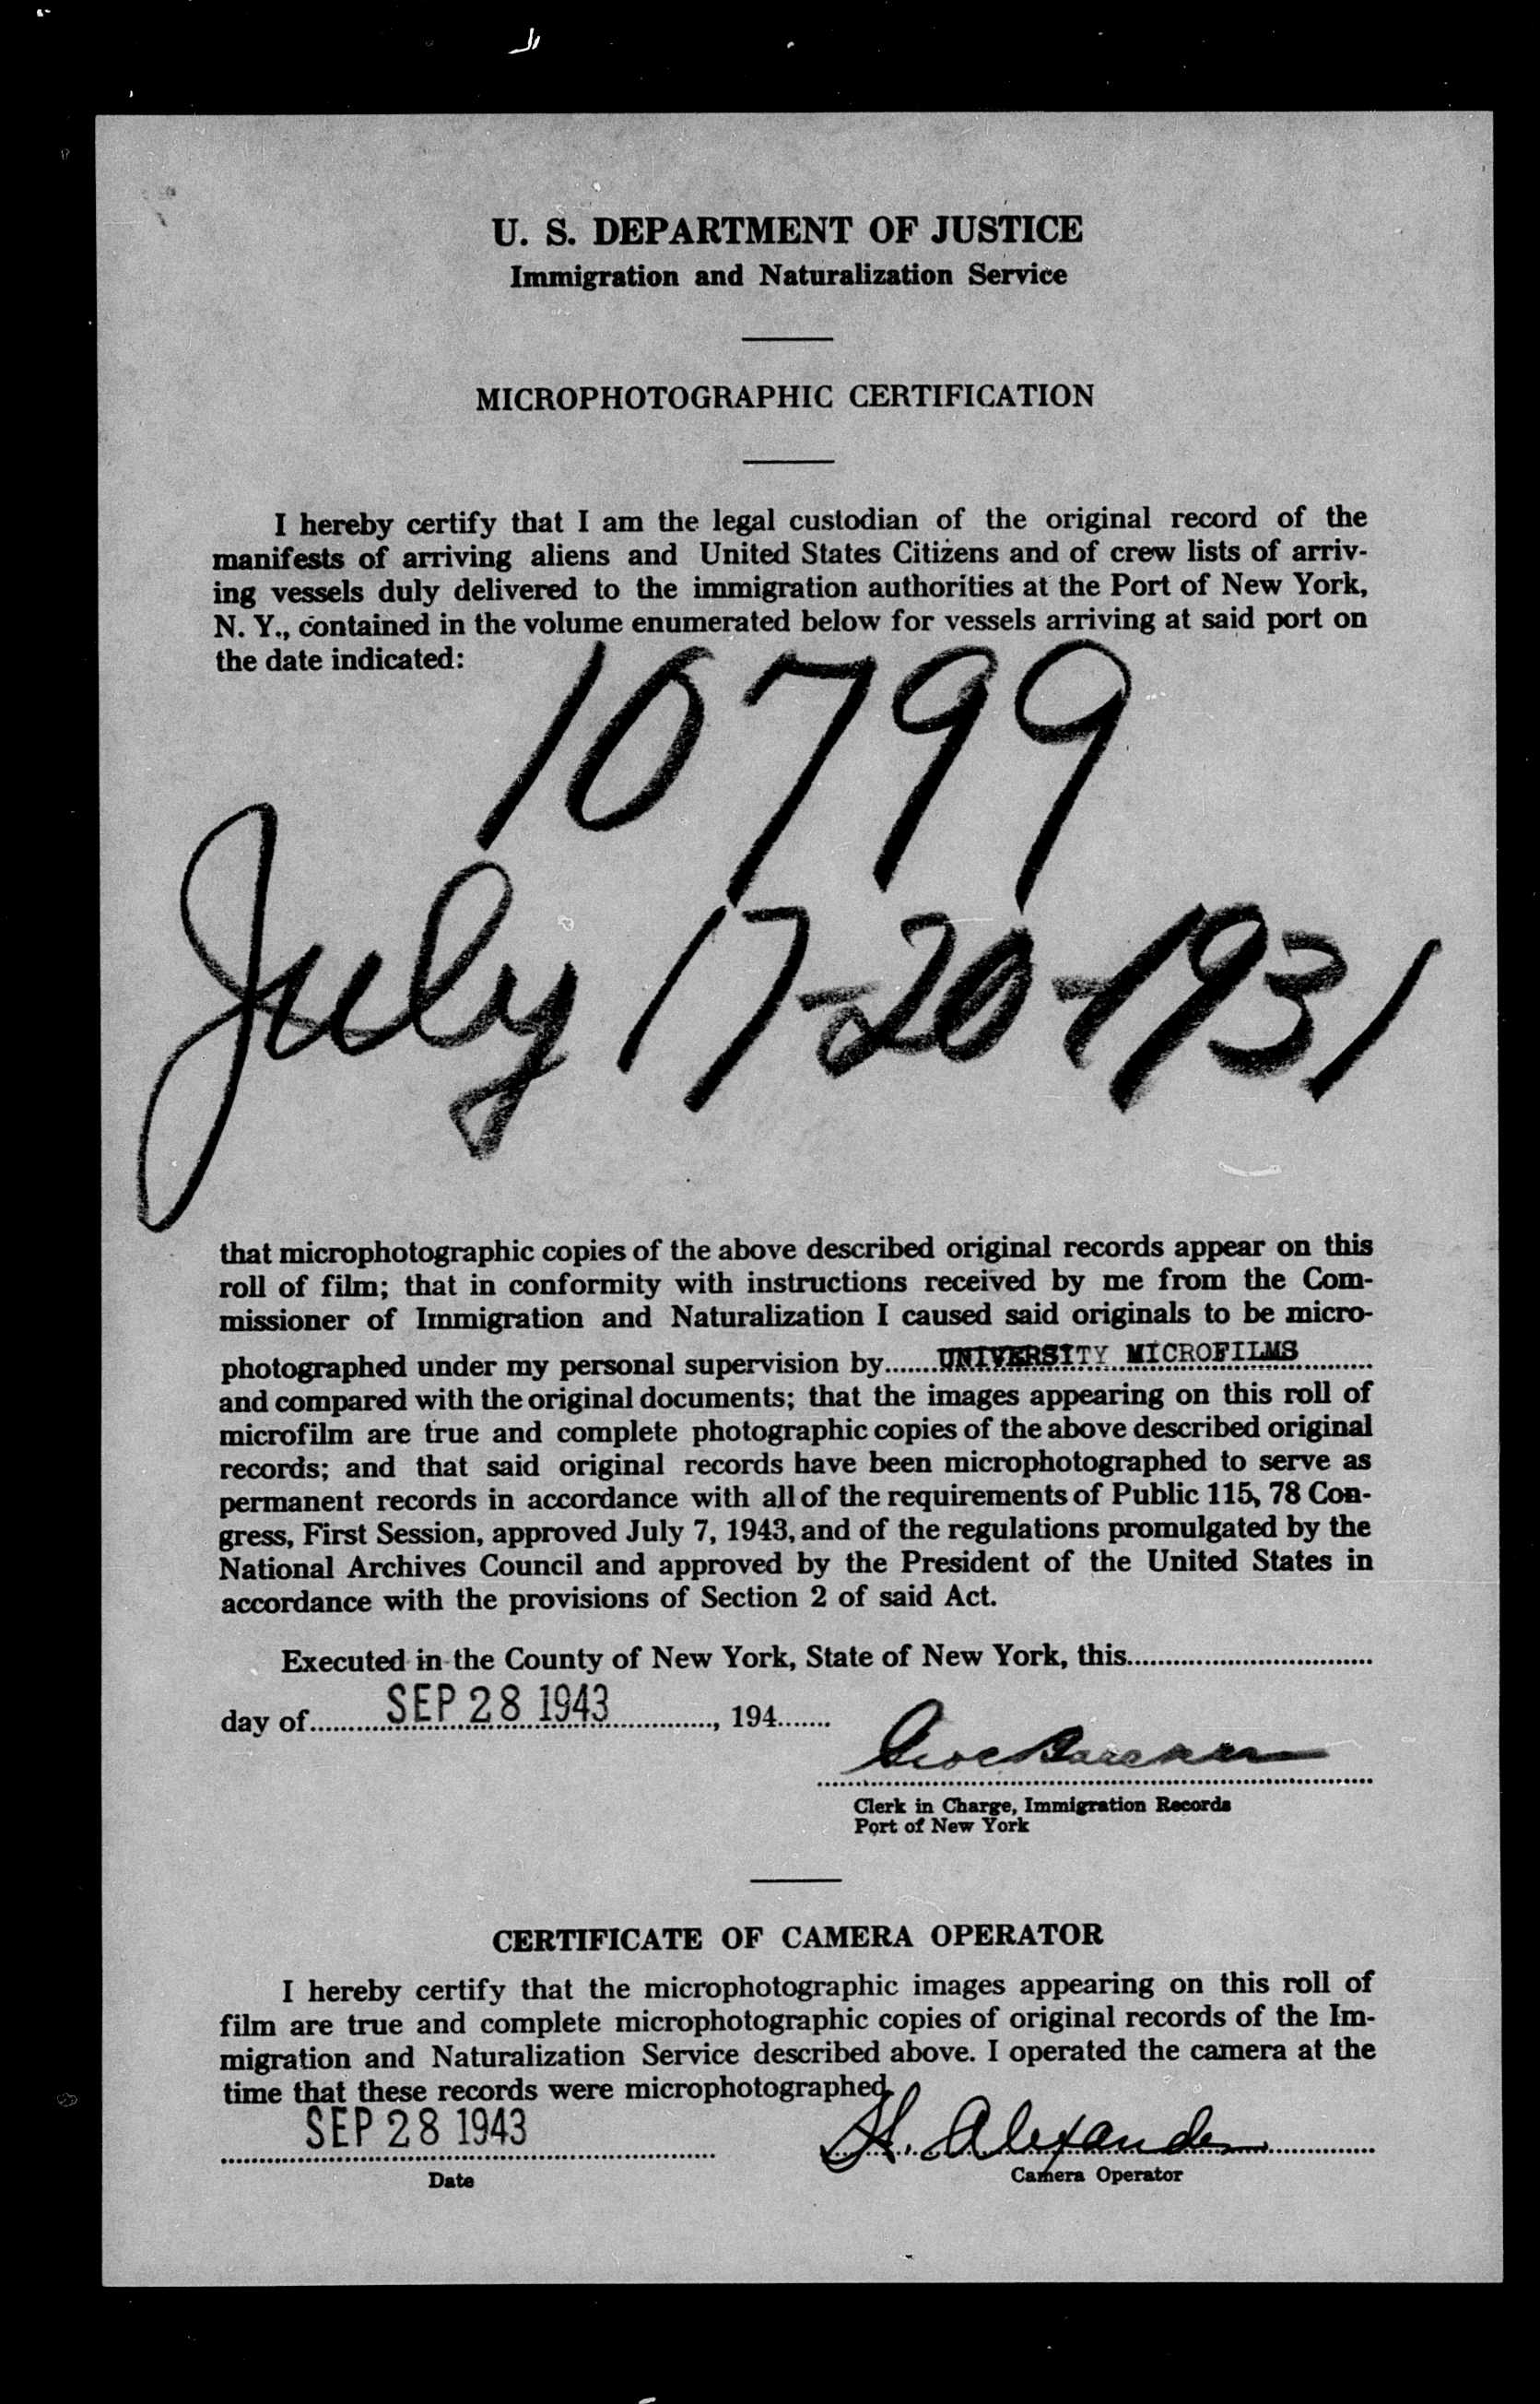 U. S. DEPARTMENT OF JUSTICE
Immigration and Naturalization Service
MICROPHOTOGRAPHIC CERTIFICATION
I hereby certify that I am the legal custodian of the original record of the
manifests of arriving aliens and United States Citizens and of crew lists of arriv-
ing vessels duly delivered to the immigration authorities at the Port of New York,
N. Y., contained in the volume enumerated below for vessels arriving at said port on
the date indicated:
10799
July 17-20-1931
that microphotographic copies of the above described original records appear on this
roll of film; that in conformity with instructions received by me from the Com-
missioner of Immigration and Naturalization I caused said originals to be micro-
photographed under my personal supervision by UNIVERSITY MICROFILMS
and compared with the original documents; that the images appearing on this roll of
microfilm are true and complete photographic copies of the above described original
records; and that said original records have been microphotographed to serve as
permanent records in accordance with all of the requirements of Public 115, 78 Con-
gress, First Session, approved July 7, 1943, and of the regulations promulgated by the
National Archives Council and approved by the President of the United States in
accordance with the provisions of Section 2 of said Act.
Executed in the County of New York, State of New York, this
day of SEP 28 1943, 194
Clerk in Charge, Immigration Records
Port of New York
CERTIFICATE OF CAMERA OPERATOR
I hereby certify that the microphotographic images appearing on this roll of
film are true and complete microphotographic copies of original records of the Im-
migration and Naturalization Service described above. I operated the camera at the
time that these records were microphotographed.
SEP 28 1943 H. Alexander
Date Camera Operator